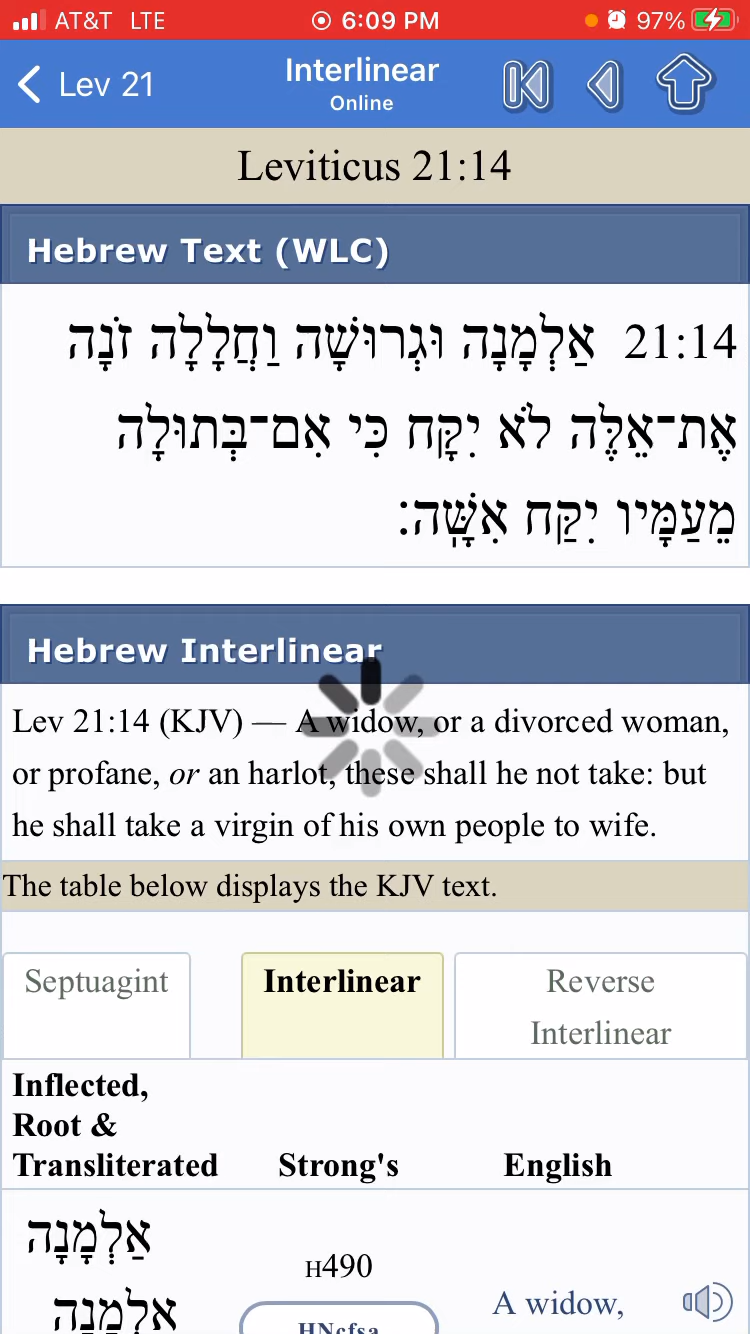 AT&T LTE 6:09 PM 97%
Lev 21 Interlinear
Online
Leviticus 21:14
Hebrew Text (WLC)
21:14 אַלְמָנָה וּגְרוּשָׁה וַחֲלָלָה זֹנָה
אֶת־אֵלֶּה לֹא יִקָּח כִּי אִם־בְּתוּלָה
מֵעַמָּיו יִקַּח אִשָּׁה׃
Hebrew Interlinear
Lev 21:14 (KJV) — A widow, or a divorced woman,
or profane, or an harlot, these shall he not take: but
he shall take a virgin of his own people to wife.
The table below displays the KJV text.
Septuagint Interlinear Reverse
Interlinear
Inflected,
Root &
Transliterated Strong's English
אַלְמָנָה
H490
A widow,
אַלְמָנָה
HNcfsa